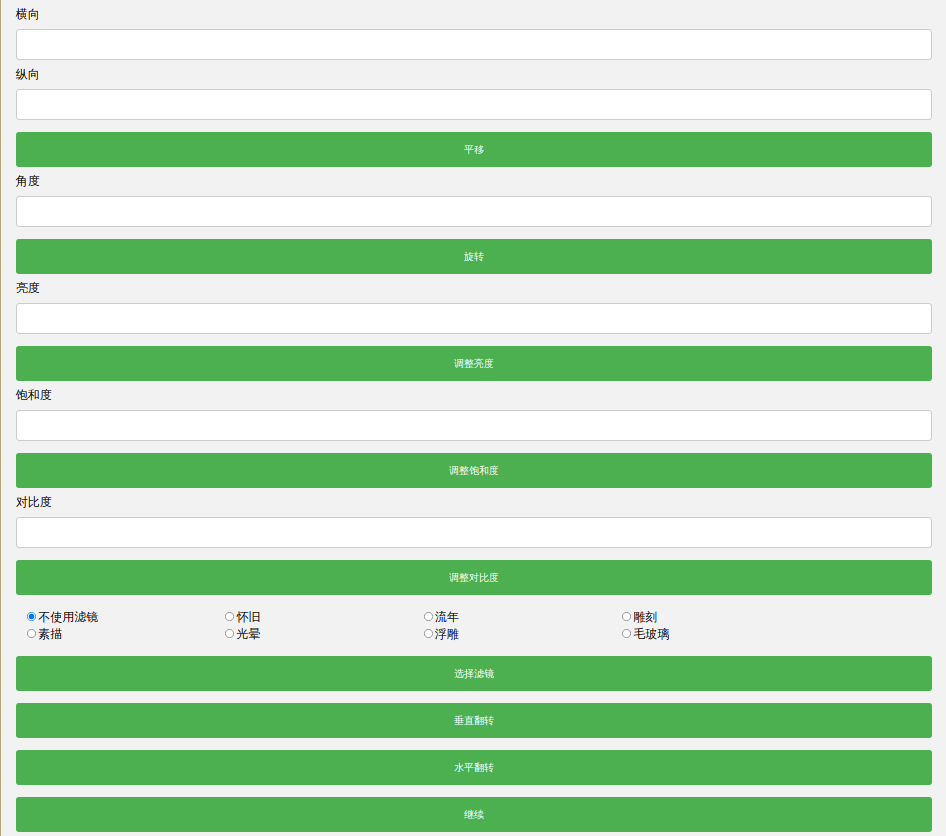 横向
纵向
平移
角度
旋转
亮度
调整亮度
饱和度
调整饱和度
对比度
调整对比度
不使用滤镜 怀旧 流年 雕刻
素描 光晕 浮雕 毛玻璃
选择滤镜
垂直翻转
水平翻转
继续